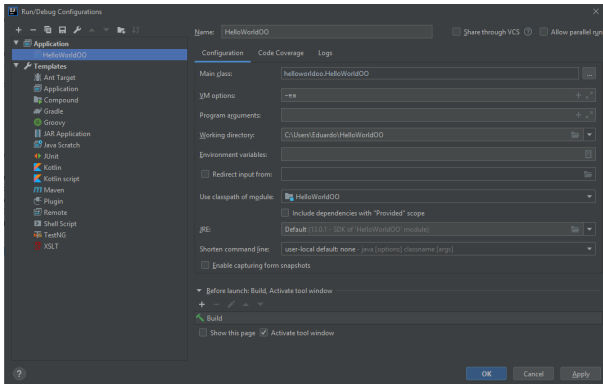 Run/Debug Configurations
Name: HelloWorldOO
Share through VCS
Allow parallel run
Application
HelloWorldOO
Templates
Ant Target
Application
Compound
Gradle
Groovy
JAR Application
Java Scratch
JUnit
Kotlin
Kotlin script
Maven
Plugin
Remote
Shell Script
TestNG
XSLT
Configuration Code Coverage Logs
Main class: helloworldoo.HelloWorldOO
VM options: -ea
Program arguments:
Working directory: C:\Users\Eduardo\HelloWorldOO
Environment variables:
Redirect input from:
Use classpath of module: HelloWorldOO
Include dependencies with "Provided" scope
JRE: Default (13.0.1 - SDK of 'HelloWorldOO' module)
Shorten command line: user-local default: none - java [options] classname [args]
Enable capturing form snapshots
Before launch: Build, Activate tool window
Build
Show this page Activate tool window
OK Cancel Apply